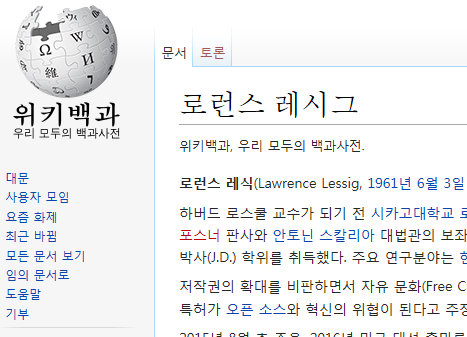 위키백과
우리 모두의 백과사전
대문
사용자 모임
요즘 화제
최근 바뀜
모든 문서 보기
임의 문서로
도움말
기부
문서 토론
로런스 레시그
위키백과, 우리 모두의 백과사전.
로런스 레식(Lawrence Lessig, 1961년 6월 3일
하버드 로스쿨 교수가 되기 전 시카고대학교 로
포스너 판사와 안토닌 스칼리아 대법관의 보좌
박사(J.D.) 학위를 취득했다. 주요 연구분야는 헌
저작권의 확대를 비판하면서 자유 문화(Free C
특허가 오픈 소스와 혁신의 위협이 된다고 주장